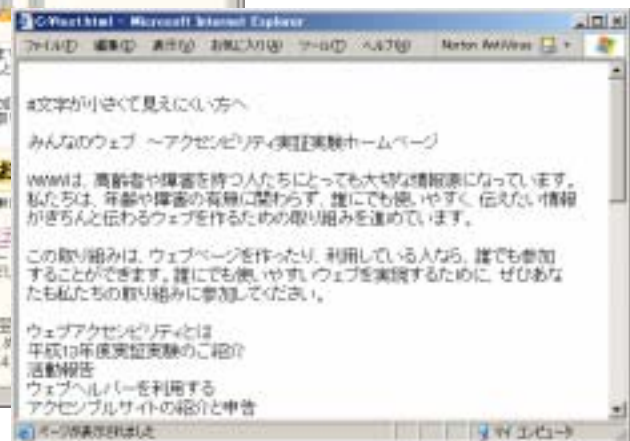 C:\test.html - Microsoft Internet Explorer
ファイル(F) 編集(E) 表示(V) お気に入り(A) ツール(T) ヘルプ(H) Norton AntiVirus
#文字が小さくて見えにくい方へ
みんなのウェブ ～アクセシビリティ実証実験ホームページ
WWWは、高齢者や障害を持つ人たちにとっても大切な情報源になっています。
私たちは、年齢や障害の有無に関わらず、誰にでも使いやすく、伝えたい情報
がきちんと伝わるウェブを作るための取り組みを進めています。
この取り組みは、ウェブページを作ったり、利用している人なら、誰でも参加
することができます。誰にでも使いやすいウェブを実現するために、ぜひあな
たも私たちの取り組みに参加してください。
ウェブアクセシビリティとは
平成13年度実証実験のご紹介
活動報告
ウェブヘルパーを利用する
アクセシブルサイトの紹介と申告
ページが表示されました
マイ コンピュータ